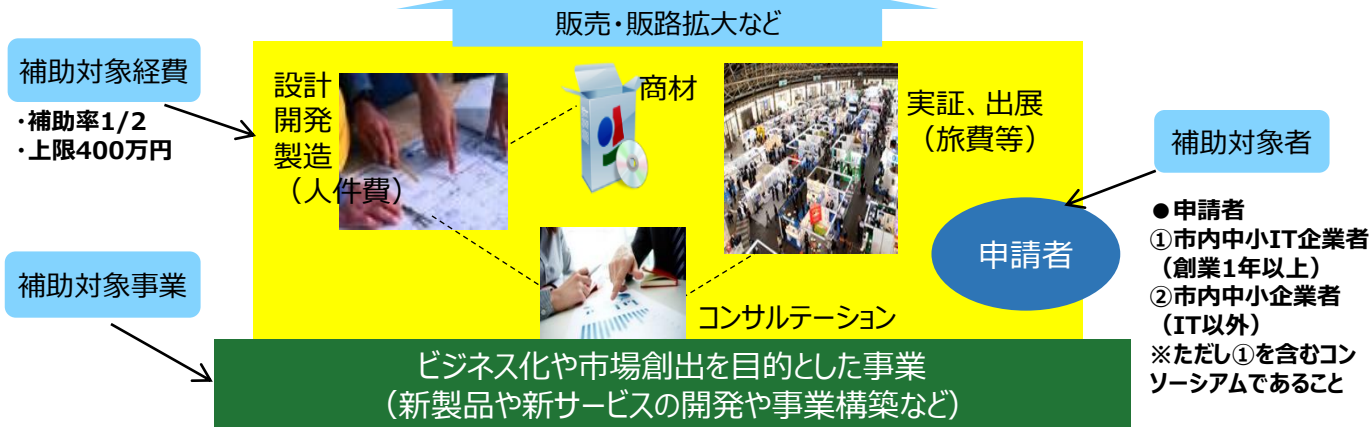 販売・販路拡大など
補助対象経費
・補助率1/2
・上限400万円
設計
開発
製造
（人件費）
商材
実証、出展
（旅費等）
コンサルテーション
申請者
補助対象者
●申請者
①市内中小IT企業者
（創業1年以上）
②市内中小企業者
（IT以外）
※ただし①を含むコン
ソーシアムであること
補助対象事業
ビジネス化や市場創出を目的とした事業
（新製品や新サービスの開発や事業構築など）